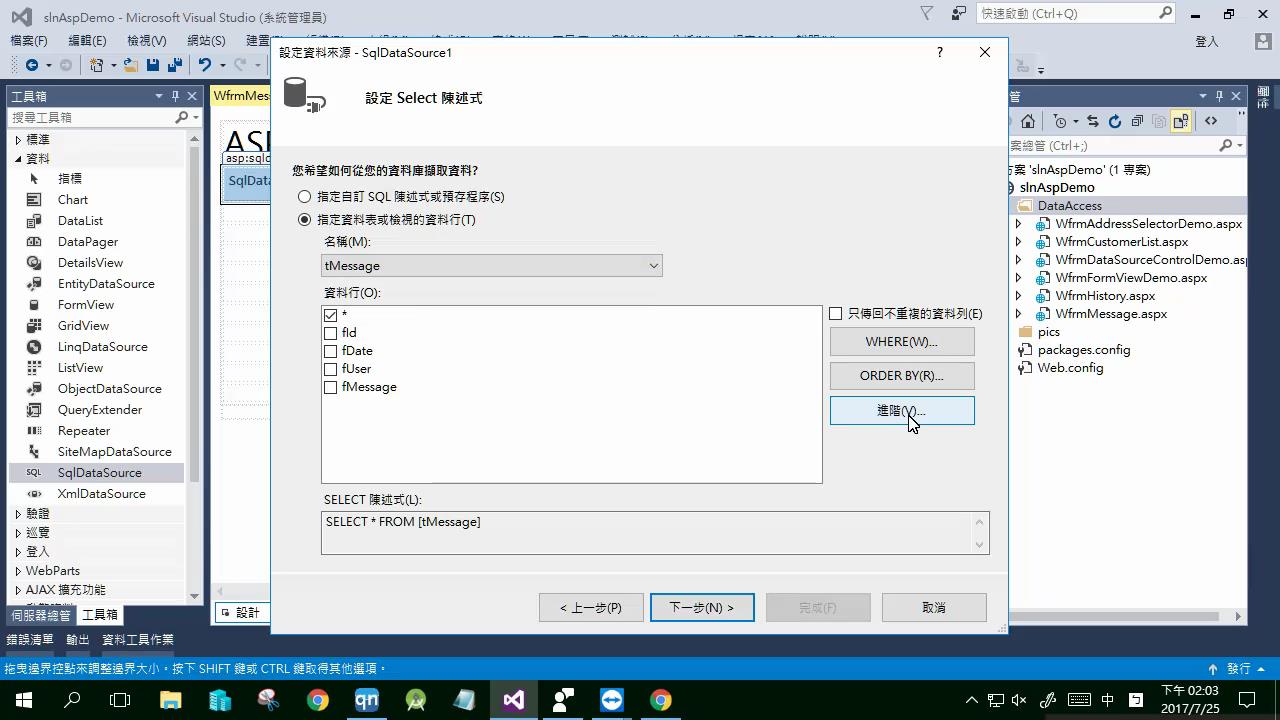 slnAspDemo - Microsoft Visual Studio (系統管理員)
快速啟動 (Ctrl+Q)
檔案(F) 編輯(E) 檢視(V) 網站(S)
登入
工具箱
搜尋工具箱
標準
資料
指標
Chart
DataList
DataPager
DetailsView
EntityDataSource
FormView
GridView
LinqDataSource
ListView
ObjectDataSource
QueryExtender
Repeater
SiteMapDataSource
SQL SqlDataSource
XmlDataSource
驗證
巡覽
登入
WebParts
AJAX 擴充功能
伺服器總管 工具箱
錯誤清單 輸出 資料工具作業
WfrmMes
ASP
asp:sqld
SqlData
設計
設定資料來源 - SqlDataSource1
?
設定 Select 陳述式
您希望如何從您的資料庫擷取資料?
指定自訂 SQL 陳述式或預存程序(S)
指定資料表或檢視的資料行(T)
名稱(M):
tMessage
資料行(O):
*
fId
fDate
fUser
fMessage
只傳回不重複的資料列(E)
WHERE(W)...
ORDER BY(R)...
進階(V)...
SELECT 陳述式(L):
SELECT * FROM [tMessage]
< 上一步(P)
下一步(N) >
完成(F)
取消
管
案總管 (Ctrl+;)
方案 'slnAspDemo' (1 專案)
slnAspDemo
DataAccess
WfrmAddressSelectorDemo.aspx
WfrmCustomerList.aspx
WfrmDataSourceControlDemo.asp
WfrmFormViewDemo.aspx
WfrmHistory.aspx
WfrmMessage.aspx
pics
packages.config
Web.config
拖曳邊界控點來調整邊界大小。按下 SHIFT 鍵或 CTRL 鍵取得其他選項。
發行
qn
中
下午 02:03
2017/7/25